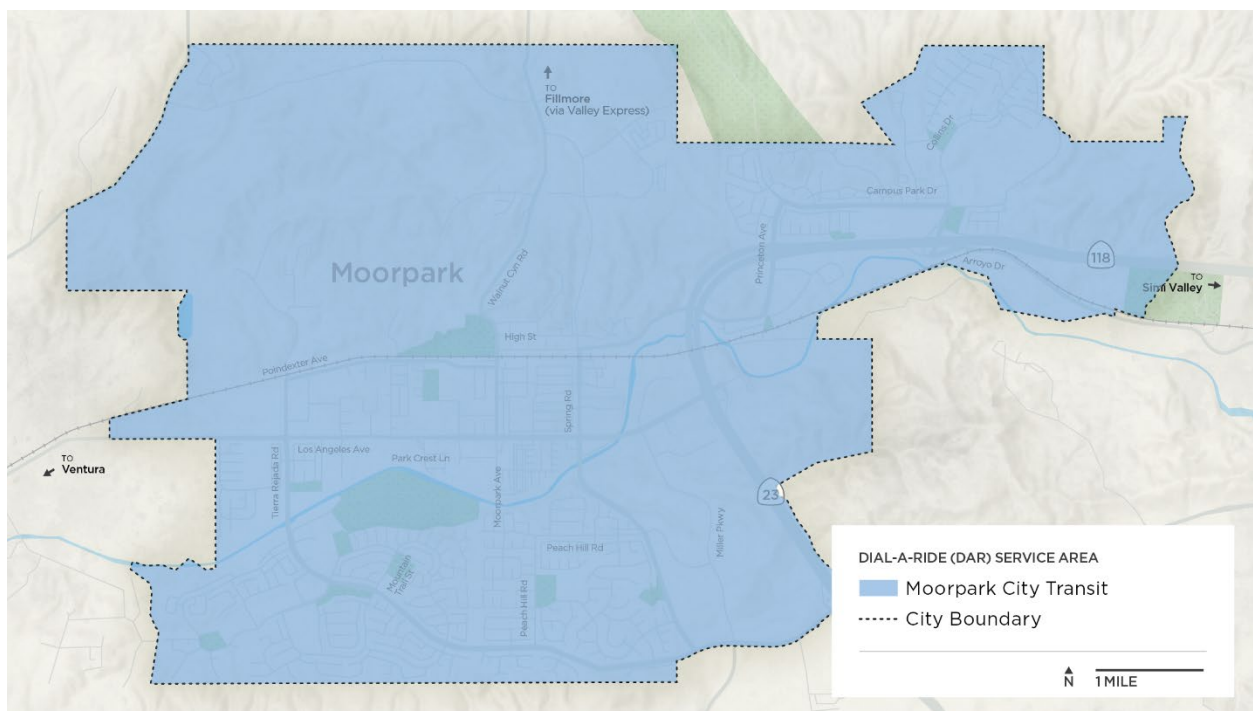 TO
Fillmore
(via Valley Express)
Collins Dr
Campus Park Dr
Princeton Ave
118
Arroyo Dr
TO
Simi Valley
Moorpark
Walnut Cyn Rd
High St
Poindexter Ave
Spring Rd
TO
Ventura
Los Angeles Ave
Park Crest Ln
Tierra Rejada Rd
Moorpark Ave
23
Miller Pkwy
Peach Hill Rd
Mountain
Trail St
Peach Hill Rd
DIAL-A-RIDE (DAR) SERVICE AREA
Moorpark City Transit
City Boundary
N
1 MILE